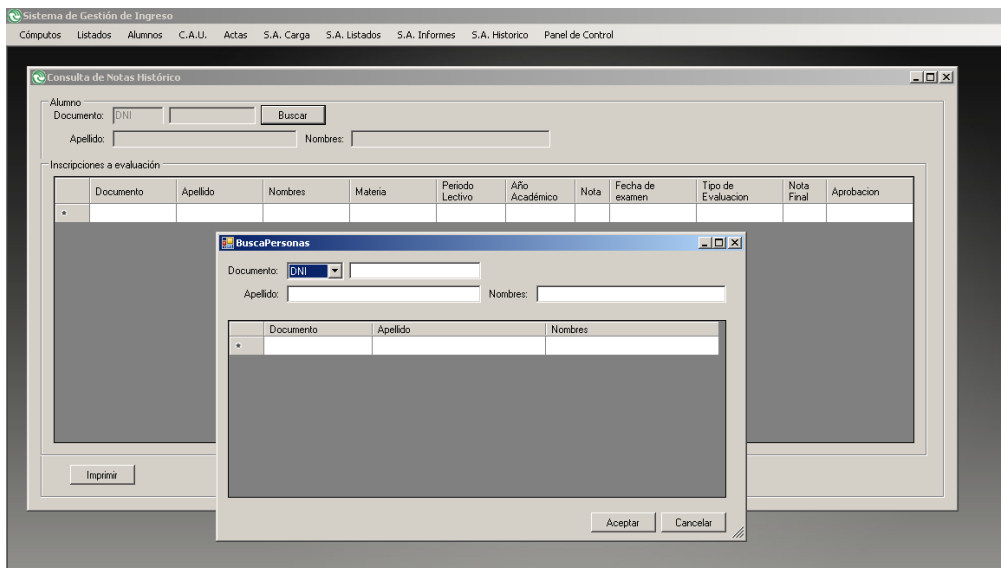 Sistema de Gestión de Ingreso
Cómputos Listados Alumnos C.A.U. Actas S.A. Carga S.A. Listados S.A. Informes S.A. Historico Panel de Control
Consulta de Notas Histórico
Alumno
Documento: DNI Buscar
Apellido: Nombres:
Inscripciones a evaluación
Documento Apellido Nombres Materia Periodo Lectivo Año Académico Nota Fecha de examen Tipo de Evaluacion Nota Final Aprobacion
*
BuscaPersonas
Documento: DNI
Apellido: Nombres:
Documento Apellido Nombres
*
Imprimir
Aceptar Cancelar